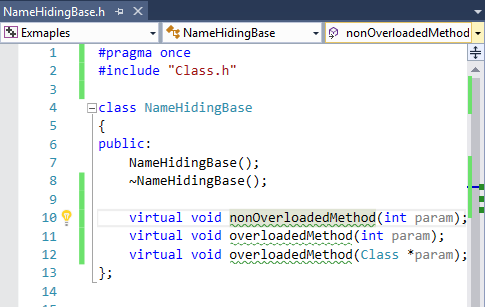 NameHidingBase.h
Exmaples
NameHidingBase
nonOverloadedMethod
1 #pragma once
2 #include "Class.h"
3
4 class NameHidingBase
5 {
6 public:
7 NameHidingBase();
8 ~NameHidingBase();
9
10 virtual void nonOverloadedMethod(int param);
11 virtual void overloadedMethod(int param);
12 virtual void overloadedMethod(Class *param);
13 };
14